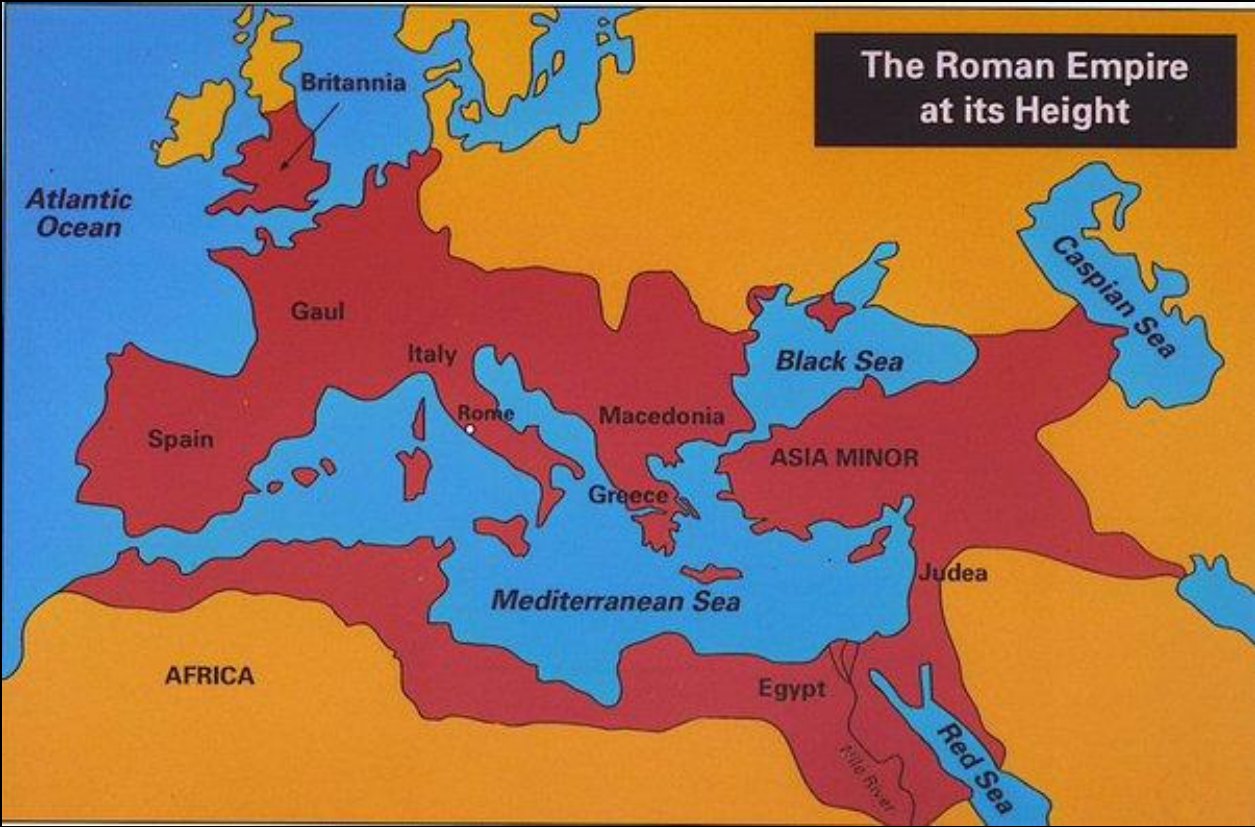 The Roman Empire
at its Height
Britannia
Atlantic
Ocean
Caspian Sea
Gaul
Italy
Black Sea
Rome
Macedonia
Spain
ASIA MINOR
Greece
Judea
Mediterranean Sea
AFRICA
Egypt
Red Sea
Nile River